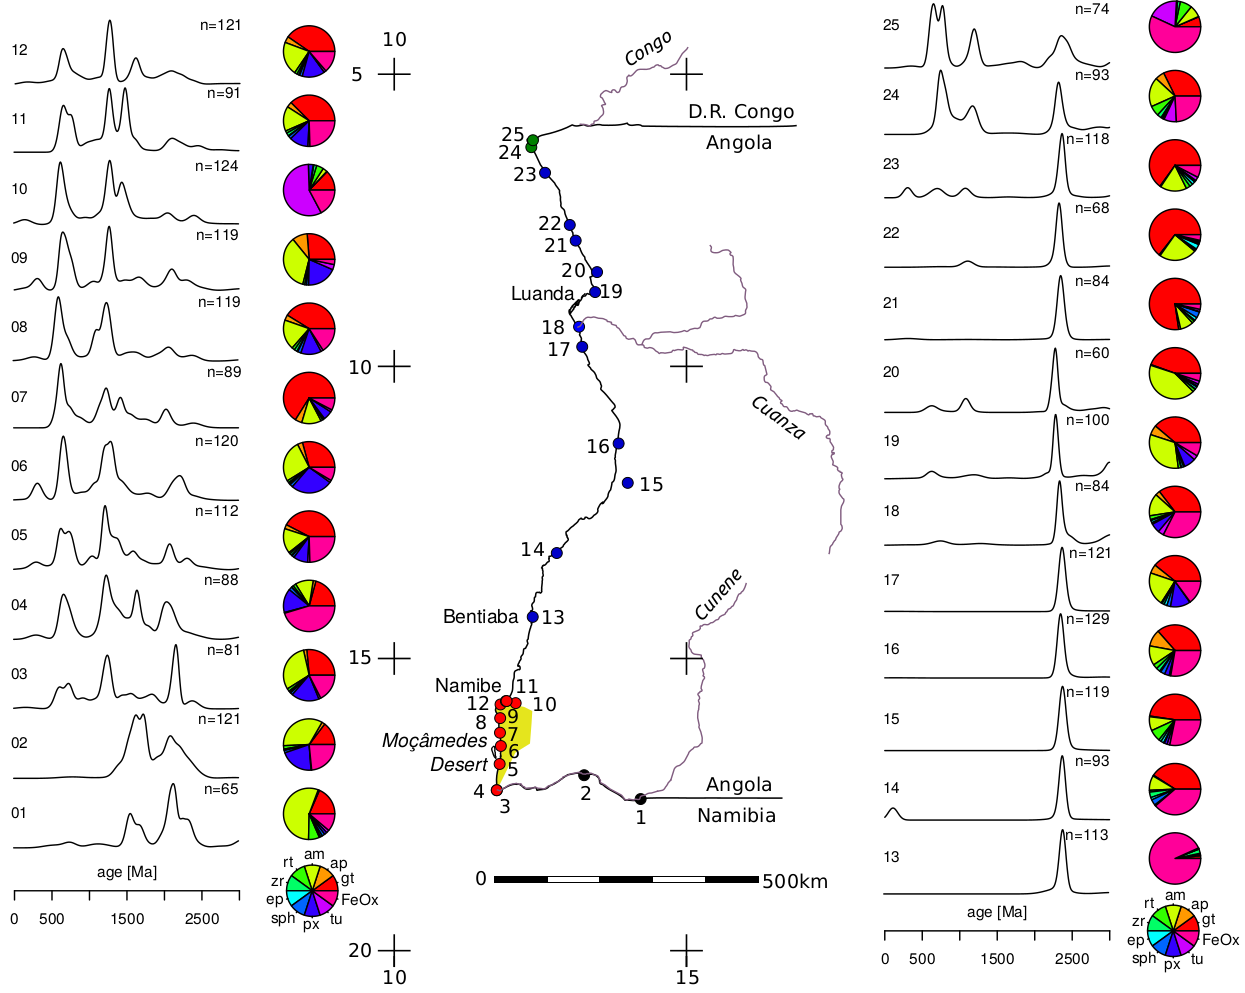 12
n=121
11
n=91
10
n=124
09
n=119
08
n=119
07
n=89
06
n=120
05
n=112
04
n=88
03
n=81
02
n=121
01
n=65
age [Ma]
0 500 1500 2500
am
rt ap
zr gt
ep FeOx
sph tu
px
10
5
Congo
D.R. Congo
Angola
25
24
23
22
21
20
Luanda 19
18
17
10
Cuanza
16
15
14
Cunene
Bentiaba 13
15
Namibe 11
12 10
8 9
7
Moçâmedes
6
Desert
5
4
3
2
1
Angola
Namibia
0 500km
20
10 15
25
n=74
24
n=93
23
n=118
22
n=68
21
n=84
20
n=60
19
n=100
18
n=84
17
n=121
16
n=129
15
n=119
14
n=93
13
n=113
age [Ma]
0 500 1500 2500
am
rt ap
zr gt
ep FeOx
sph tu
px